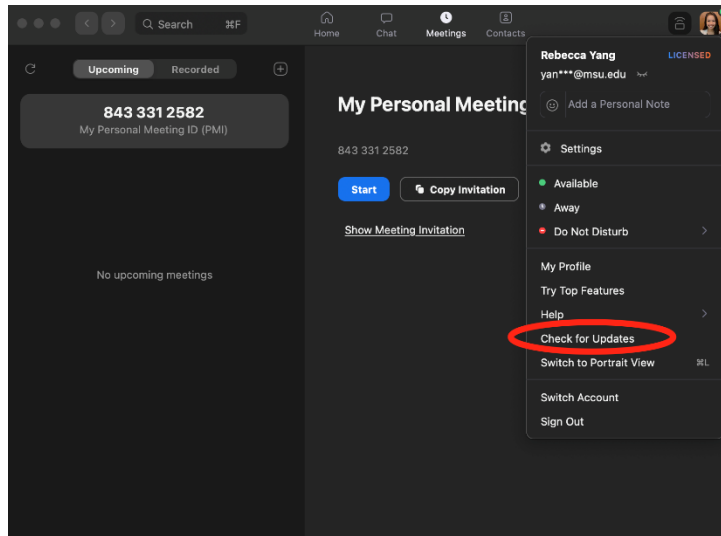 Search ⌘F
Home
Chat
Meetings
Contacts
Upcoming
Recorded
843 331 2582
My Personal Meeting ID (PMI)
No upcoming meetings
My Personal Meeting
843 331 2582
Start
Copy Invitation
Show Meeting Invitation
Rebecca Yang LICENSED
yan***@msu.edu
Add a Personal Note
Settings
Available
Away
Do Not Disturb
My Profile
Try Top Features
Help
Check for Updates
Switch to Portrait View ⌘L
Switch Account
Sign Out